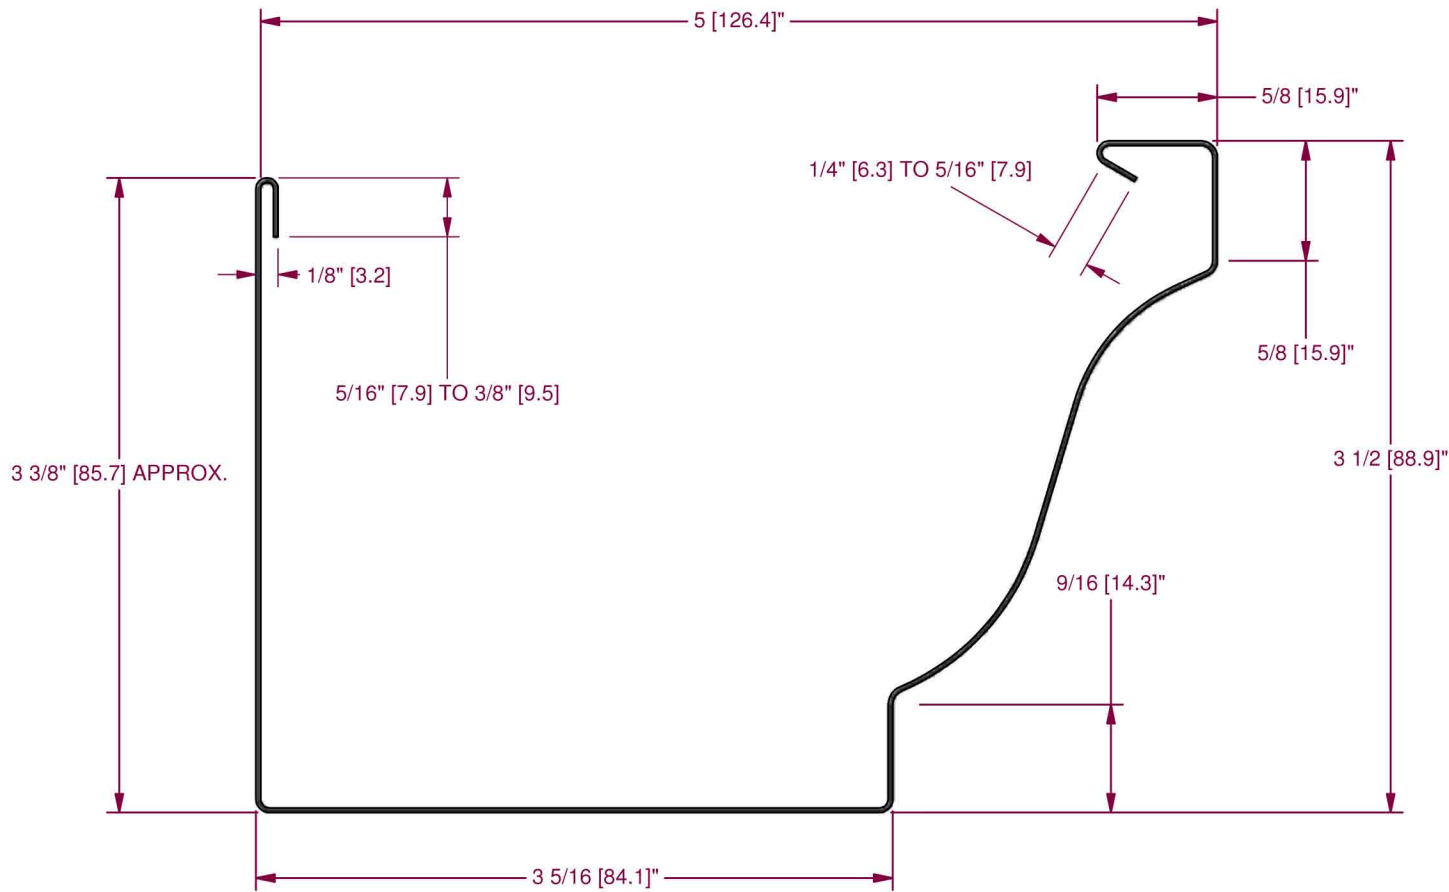 5 [126.4]"
5/8 [15.9]"
1/4" [6.3] TO 5/16" [7.9]
1/8" [3.2]
5/8 [15.9]"
5/16" [7.9] TO 3/8" [9.5]
3 1/2 [88.9]"
3 3/8" [85.7] APPROX.
9/16 [14.3]"
3 5/16 [84.1]"